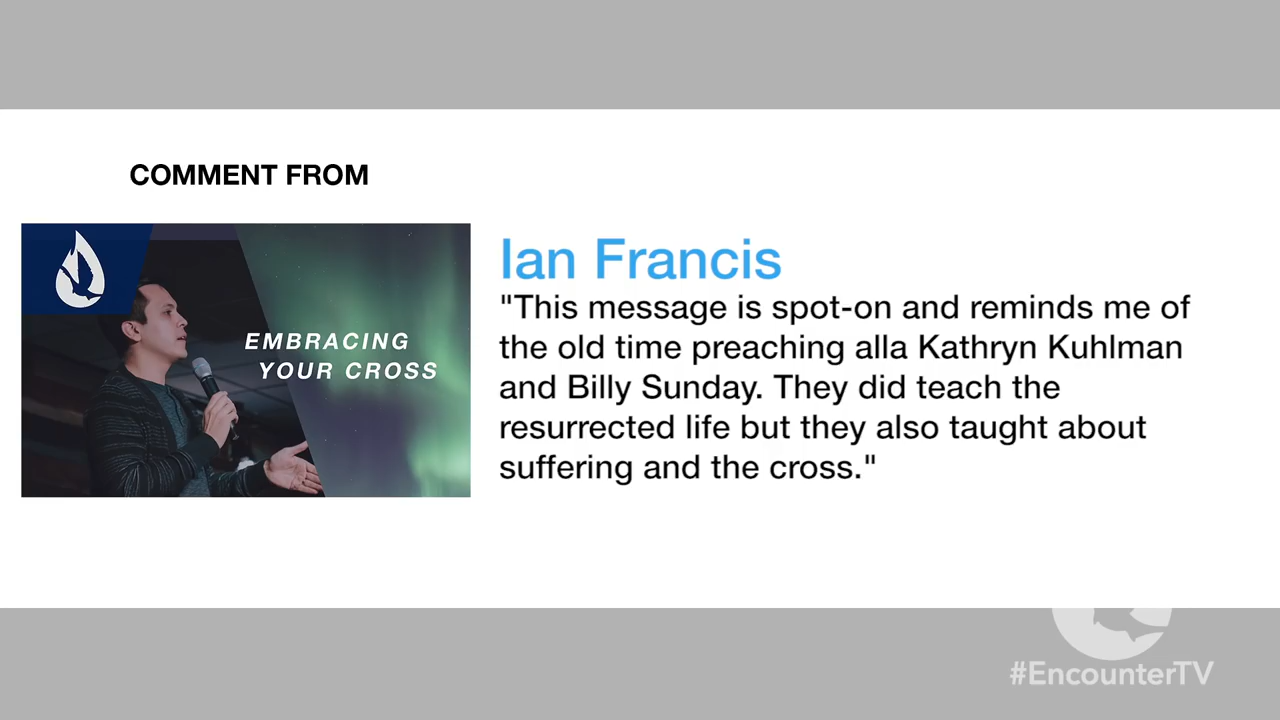 COMMENT FROM
EMBRACING
YOUR CROSS
Ian Francis
"This message is spot-on and reminds me of
the old time preaching alla Kathryn Kuhlman
and Billy Sunday. They did teach the
resurrected life but they also taught about
suffering and the cross."
#EncounterTV